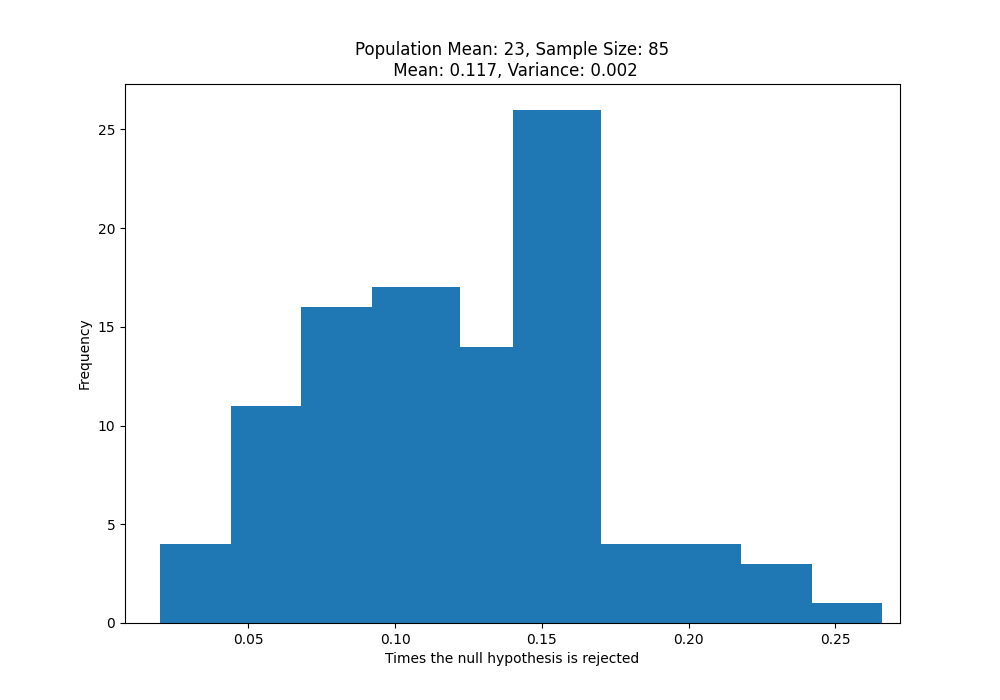 Population Mean: 23, Sample Size: 85
Mean: 0.117, Variance: 0.002
25
20
15
10
5
0
Frequency
0.05 0.10 0.15 0.20 0.25
Times the null hypothesis is rejected